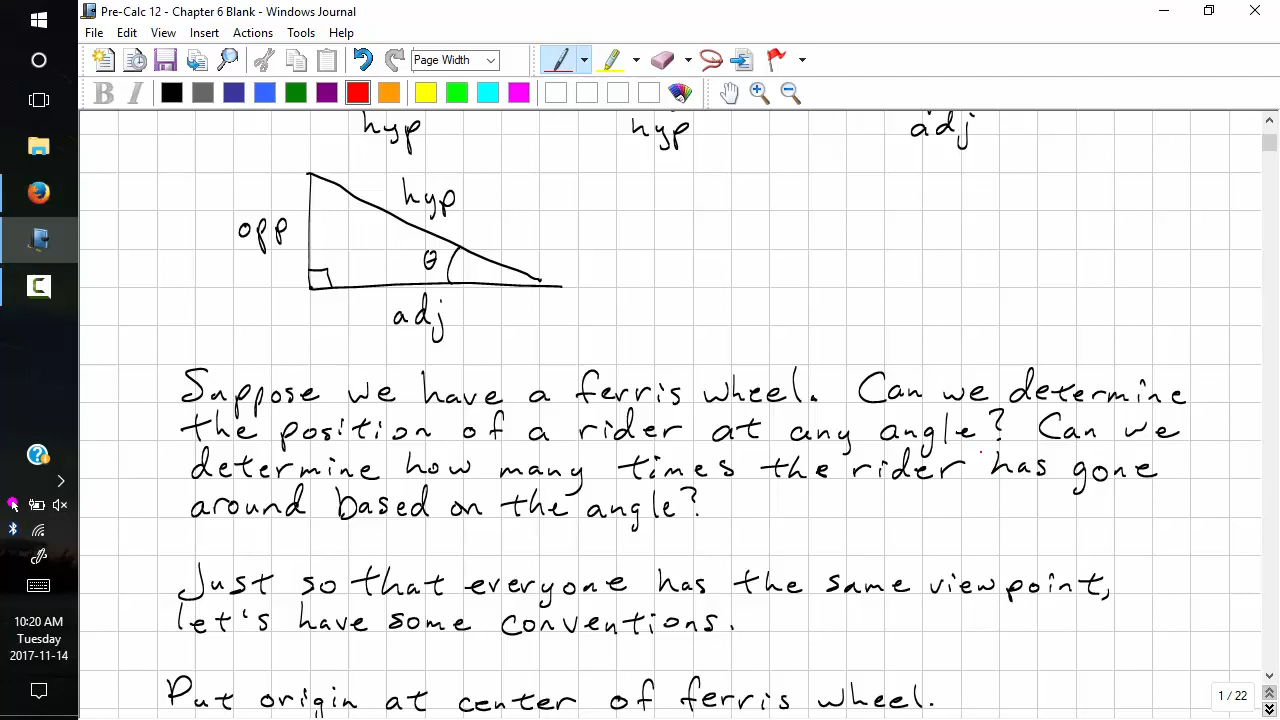 Pre-Calc 12 - Chapter 6 Blank - Windows Journal
File Edit View Insert Actions Tools Help
Page Width
B I
hyp hyp adj
hyp
opp
θ
adj
Suppose we have a ferris wheel. Can we determine
the position of a rider at any angle? Can we
determine how many times the rider has gone
around based on the angle?
Just so that everyone has the same viewpoint,
let's have some conventions.
Put origin at center of ferris wheel.
10:20 AM
Tuesday
2017-11-14
1 / 22